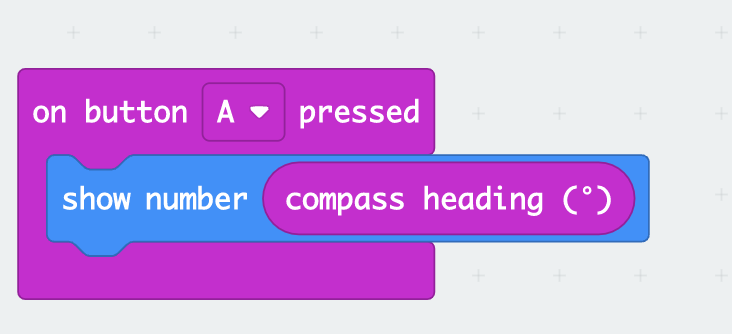 on button A pressed
show number compass heading (°)